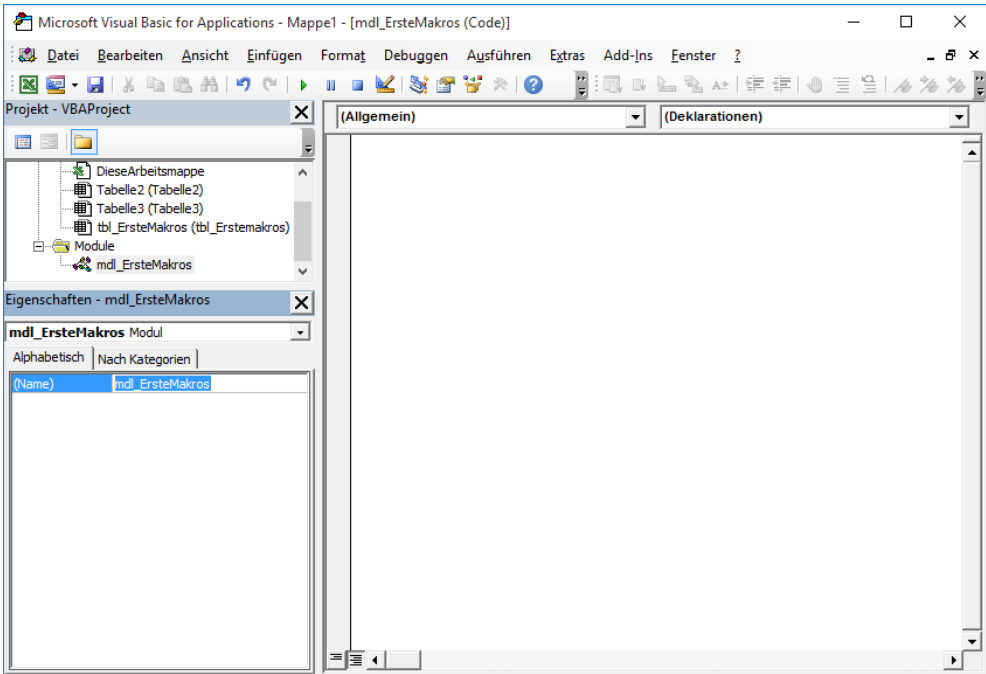 Microsoft Visual Basic for Applications - Mappe1 - [mdl_ErsteMakros (Code)]
Datei Bearbeiten Ansicht Einfügen Format Debuggen Ausführen Extras Add-Ins Fenster ?
Projekt - VBAProject
(Allgemein) (Deklarationen)
DieseArbeitsmappe
Tabelle2 (Tabelle2)
Tabelle3 (Tabelle3)
tbl_ErsteMakros (tbl_Erstemakros)
Module
mdl_ErsteMakros
Eigenschaften - mdl_ErsteMakros
mdl_ErsteMakros Modul
Alphabetisch Nach Kategorien
(Name) mdl_ErsteMakros